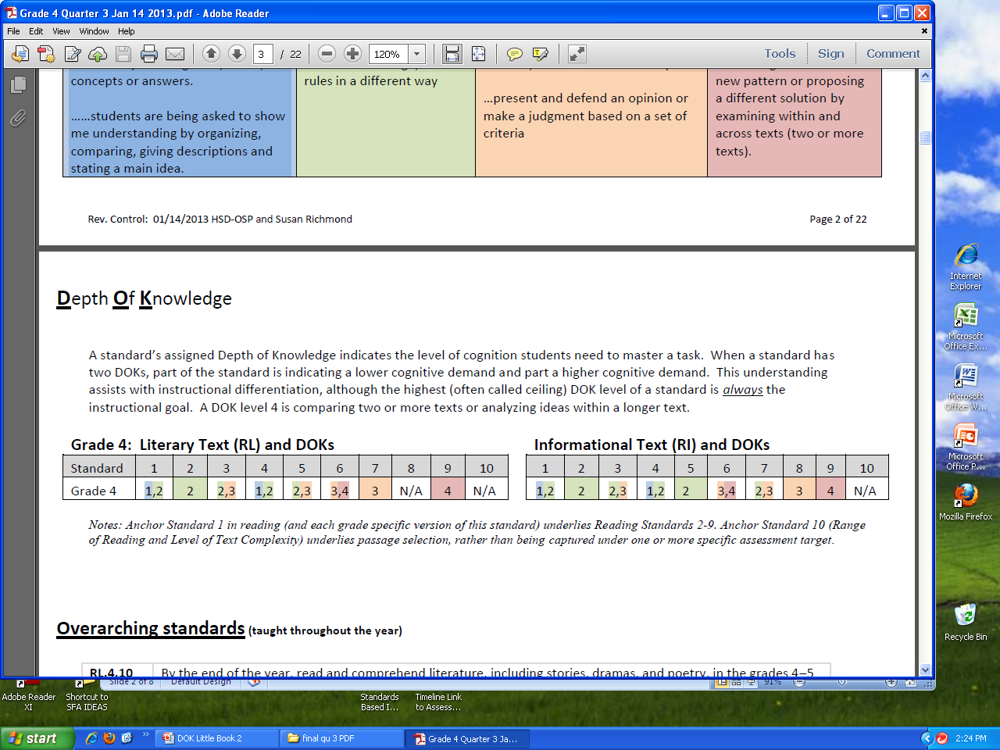 Grade 4 Quarter 3 Jan 14 2013.pdf - Adobe Reader
File Edit View Window Help
3 / 22 120% Tools Sign Comment
concepts or answers.
……students are being asked to show
me understanding by organizing,
comparing, giving descriptions and
stating a main idea.
rules in a different way
…present and defend an opinion or
make a judgment based on a set of
criteria
new pattern or proposing
a different solution by
examining within and
across texts (two or more
texts).
Rev. Control: 01/14/2013 HSD-OSP and Susan Richmond Page 2 of 22
Depth Of Knowledge
A standard’s assigned Depth of Knowledge indicates the level of cognition students need to master a task. When a standard has
two DOKs, part of the standard is indicating a lower cognitive demand and part a higher cognitive demand. This understanding
assists with instructional differentiation, although the highest (often called ceiling) DOK level of a standard is always the
instructional goal. A DOK level 4 is comparing two or more texts or analyzing ideas within a longer text.
Grade 4: Literary Text (RL) and DOKs
Standard 1 2 3 4 5 6 7 8 9 10
Grade 4 1,2 2 2,3 1,2 2,3 3,4 3 N/A 4 N/A
Informational Text (RI) and DOKs
1 2 3 4 5 6 7 8 9 10
1,2 2 2,3 1,2 2 3,4 2,3 3 4 N/A
Notes: Anchor Standard 1 in reading (and each grade specific version of this standard) underlies Reading Standards 2-9. Anchor Standard 10 (Range
of Reading and Level of Text Complexity) underlies passage selection, rather than being captured under one or more specific assessment target.
Overarching standards (taught throughout the year)
RL.4.10 By the end of the year, read and comprehend literature, including stories, dramas, and poetry, in the grades 4–5
Slide 2 of 8 Default Design 91%
Internet
Explorer
Microsoft
Office Ex...
Microsoft
Office W...
Microsoft
Office P...
Mozilla Firefox
Recycle Bin
Adobe Reader
XI
Shortcut to
SFA IDEAS
Standards
Based I...
Timeline Link
to Assess...
start DOK Little Book 2 final qu 3 PDF Grade 4 Quarter 3 Ja... 2:24 PM